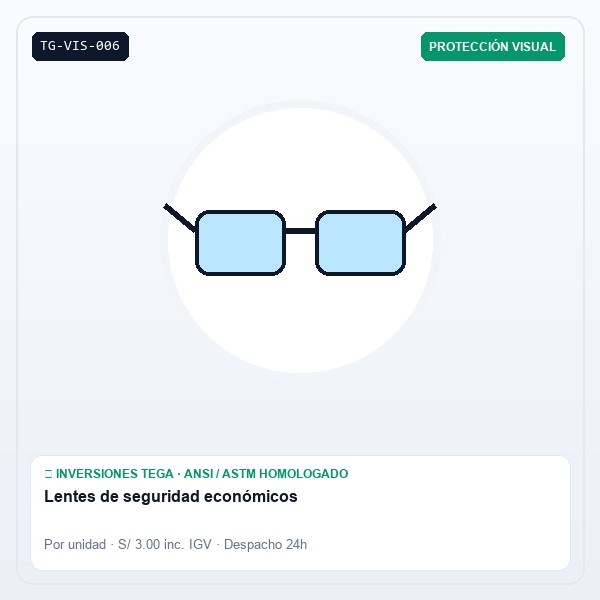 TG-VIS-006
PROTECCIÓN VISUAL
INVERSIONES TEGA · ANSI / ASTM HOMOLOGADO
Lentes de seguridad económicos
Por unidad · S/ 3.00 inc. IGV · Despacho 24h